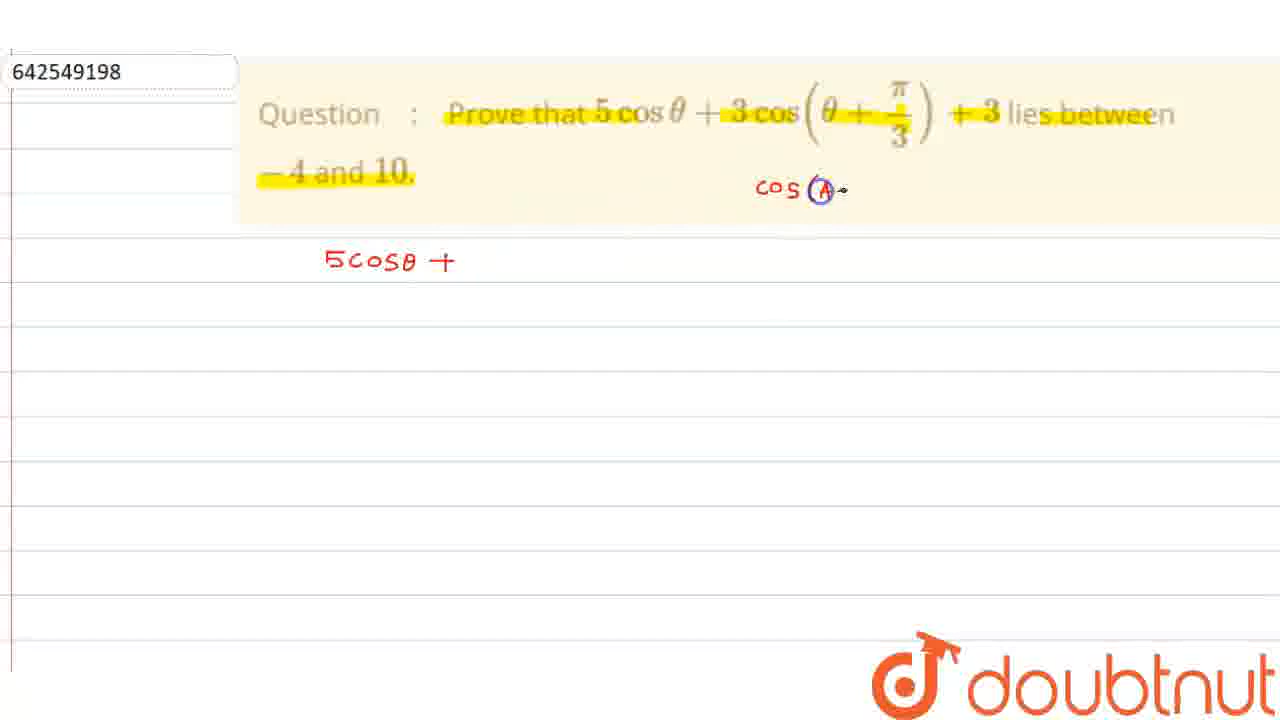 642549198
Question : Prove that 5 cos θ + 3 cos(θ + π/3) + 3 lies between
−4 and 10.
cos (A
5cosθ +
doubtnut